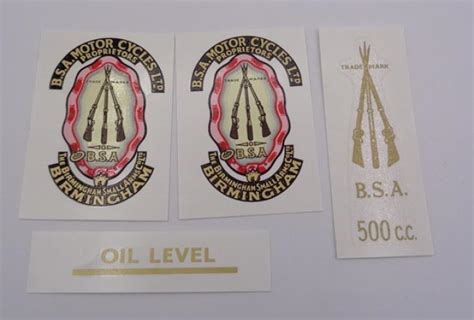 B.S.A. MOTOR CYCLES LTD
PROPRIETORS
TRADE MARK
B.S.A.
THE BIRMINGHAM SMALL ARMS CO LTD
BIRMINGHAM
B.S.A. MOTOR CYCLES LTD
PROPRIETORS
TRADE MARK
B.S.A.
THE BIRMINGHAM SMALL ARMS CO LTD
BIRMINGHAM
TRADE MARK
B.S.A.
500 C.C.
OIL LEVEL